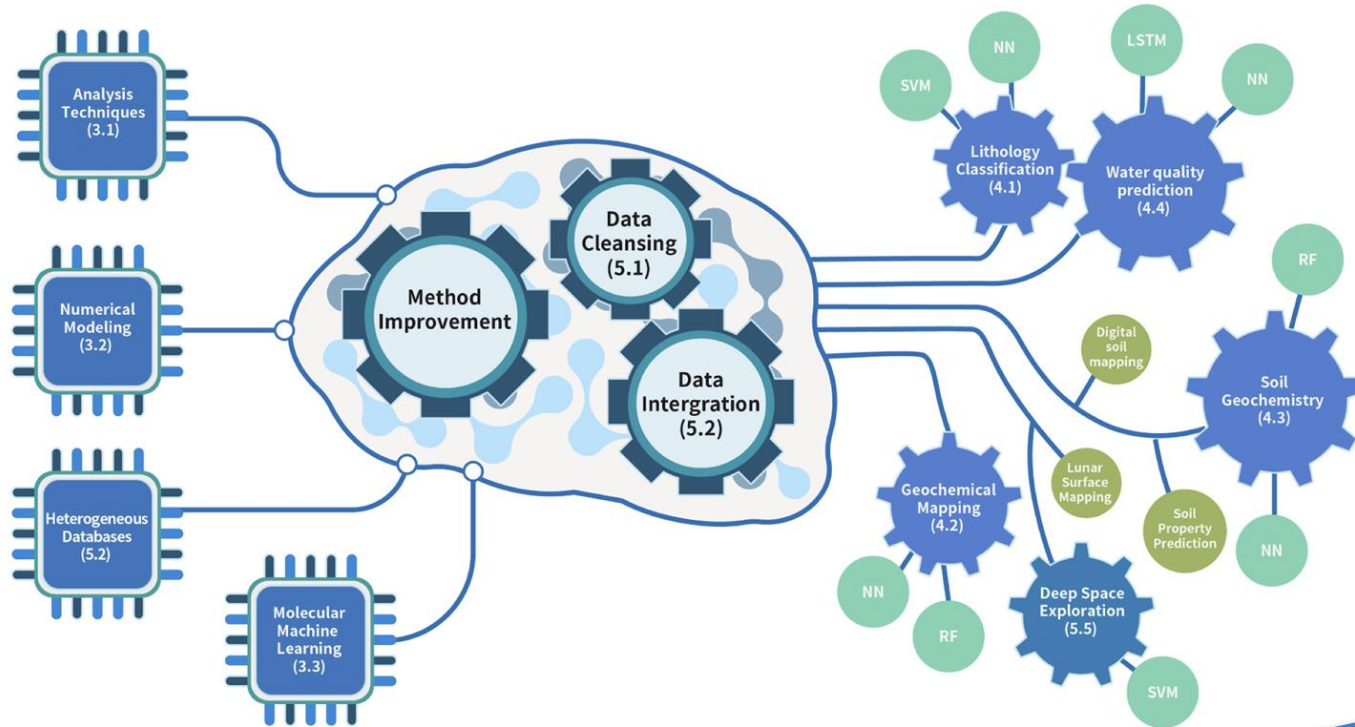 Analysis
Techniques
(3.1)
Numerical
Modeling
(3.2)
Heterogeneous
Databases
(5.2)
Molecular
Machine
Learning
(3.3)
Method
Improvement
Data
Cleansing
(5.1)
Data
Intergration
(5.2)
SVM
NN
Lithology
Classification
(4.1)
LSTM
NN
Water quality
prediction
(4.4)
RF
Digital
soil
mapping
Soil
Geochemistry
(4.3)
Lunar
Surface
Mapping
Soil
Property
Prediction
NN
Geochemical
Mapping
(4.2)
NN
RF
Deep Space
Exploration
(5.5)
SVM